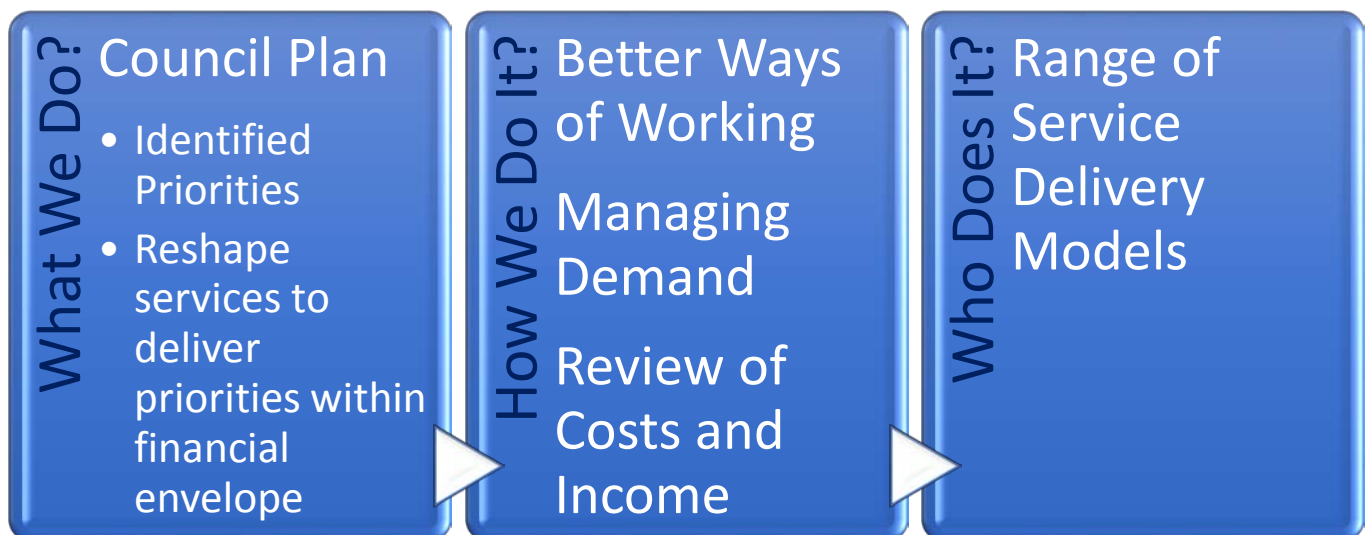 What We Do?
Council Plan
• Identified
Priorities
• Reshape
services to
deliver
priorities within
financial
envelope
How We Do It?
Better Ways
of Working
Managing
Demand
Review of
Costs and
Income
Who Does It?
Range of
Service
Delivery
Models